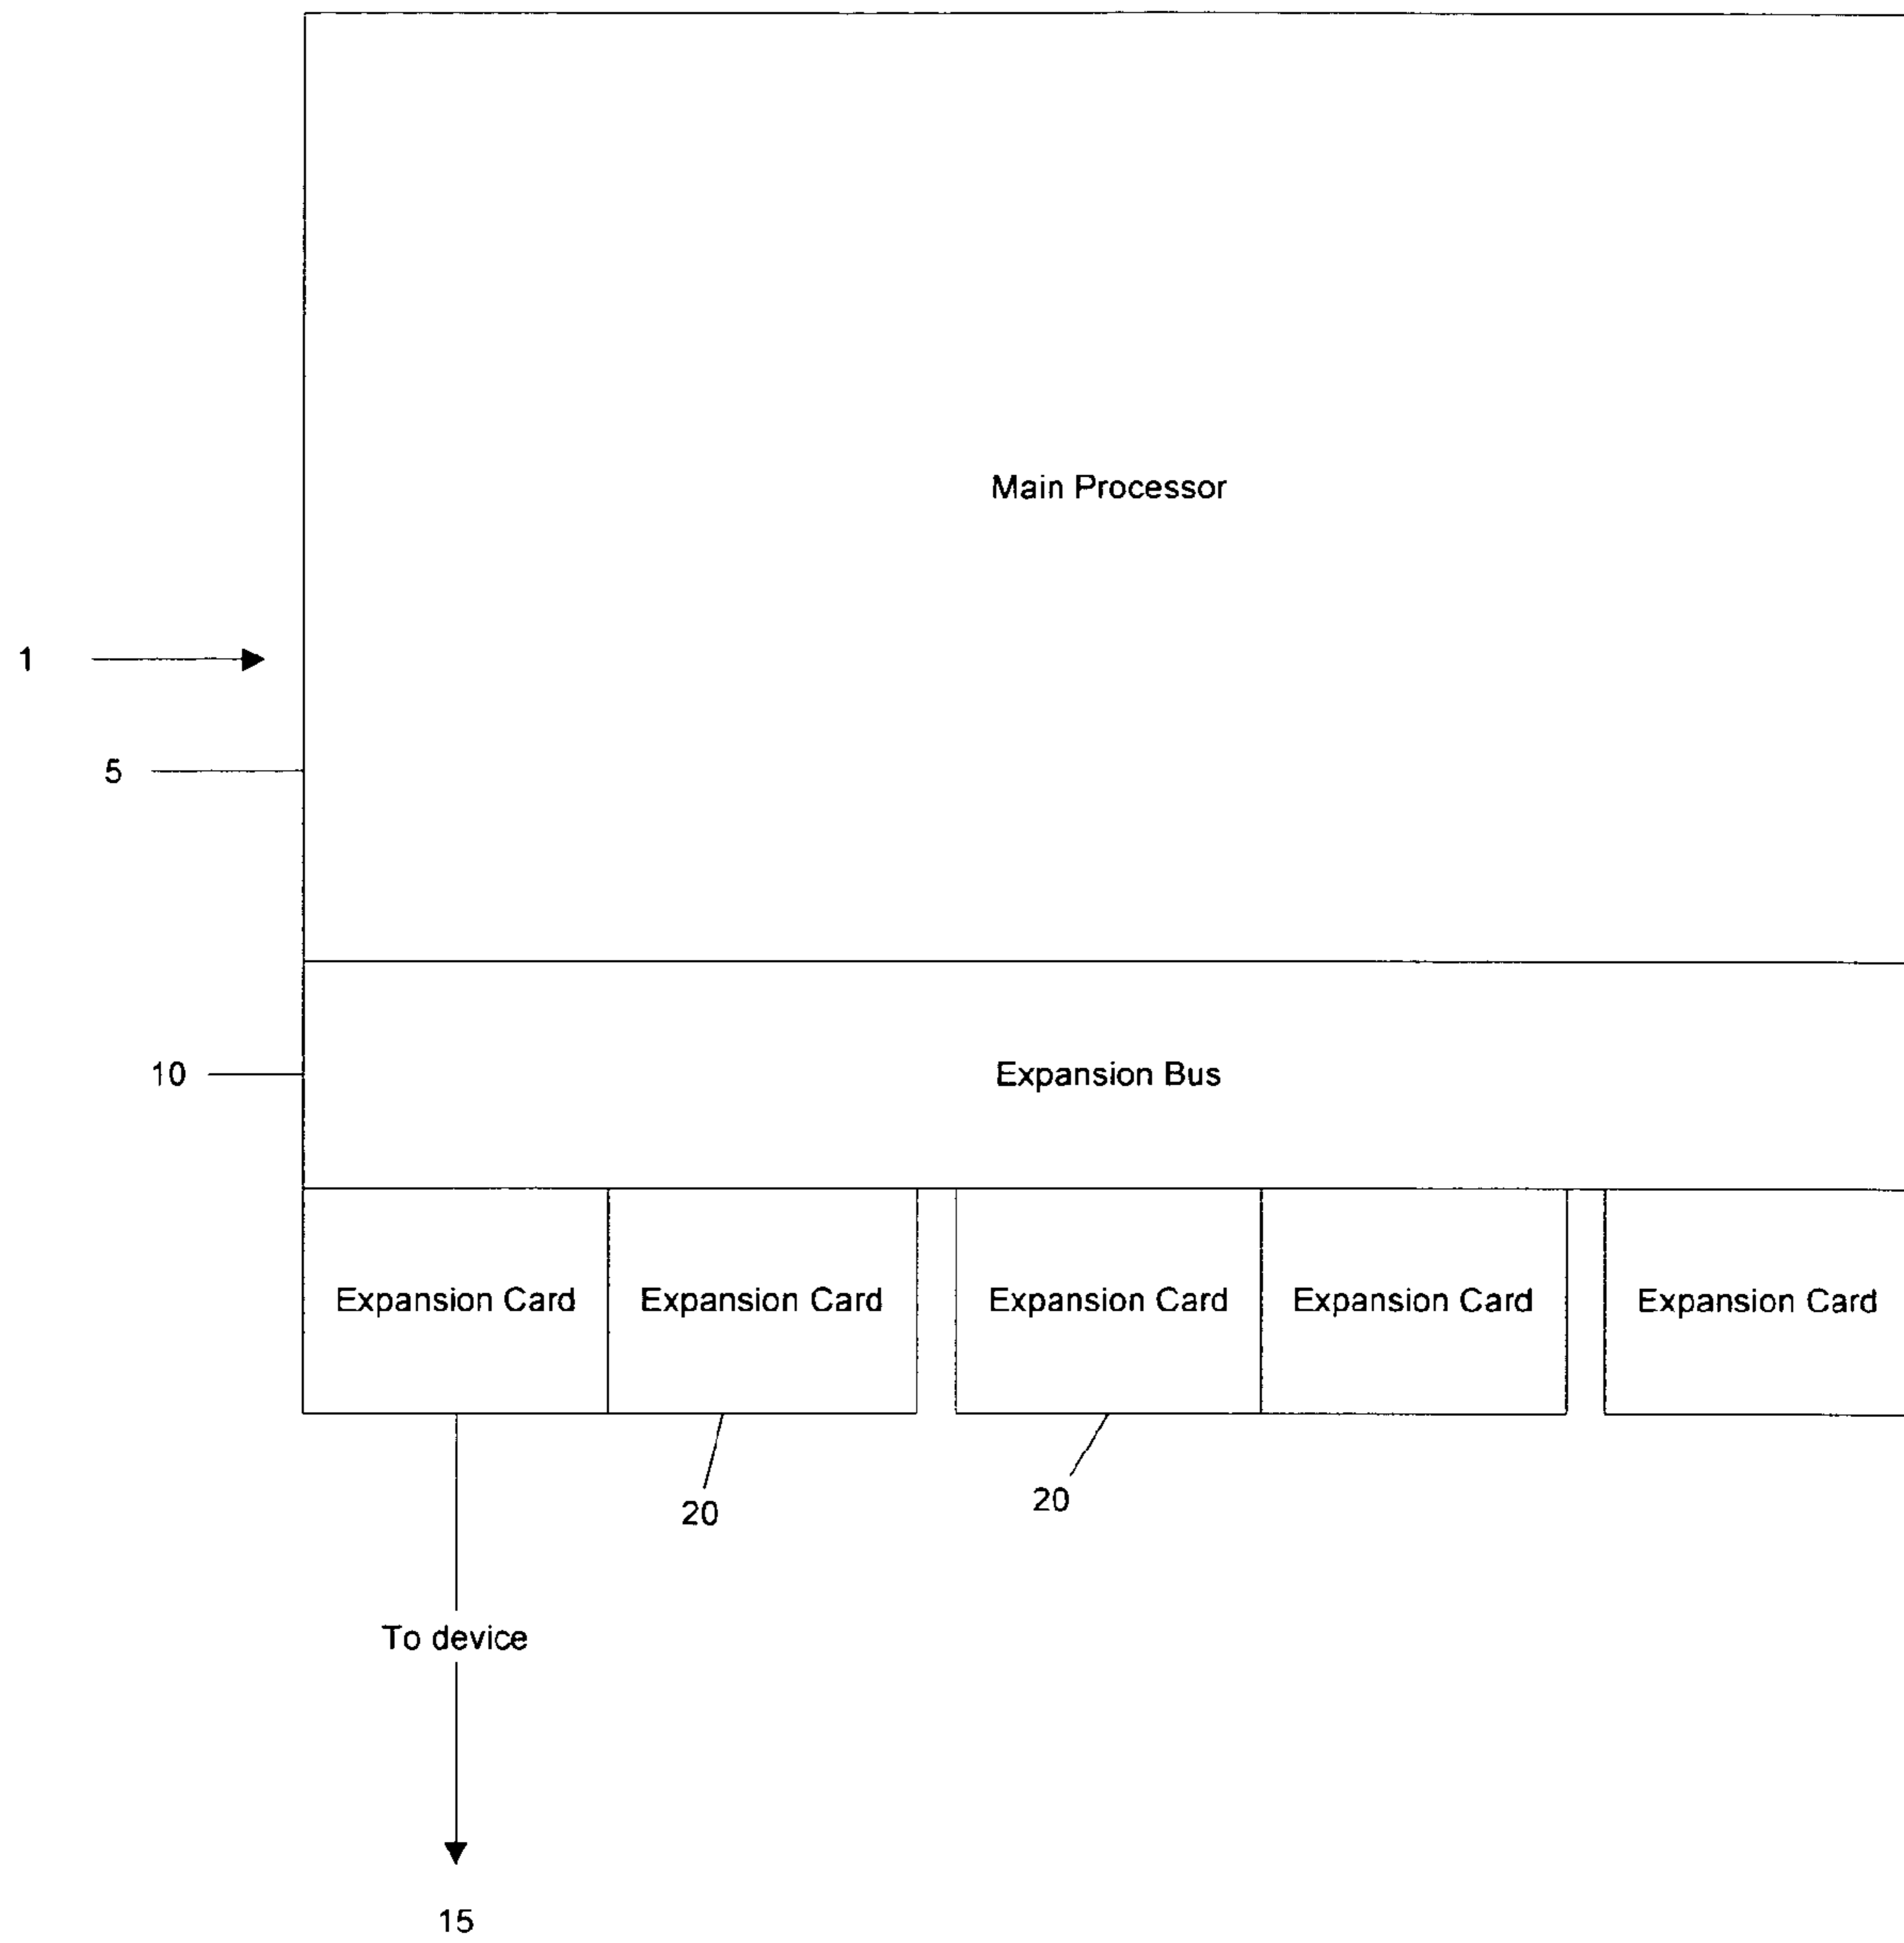 Main Processor
1
5
10
Expansion Bus
Expansion Card
Expansion Card
Expansion Card
Expansion Card
Expansion Card
20
20
To device
15